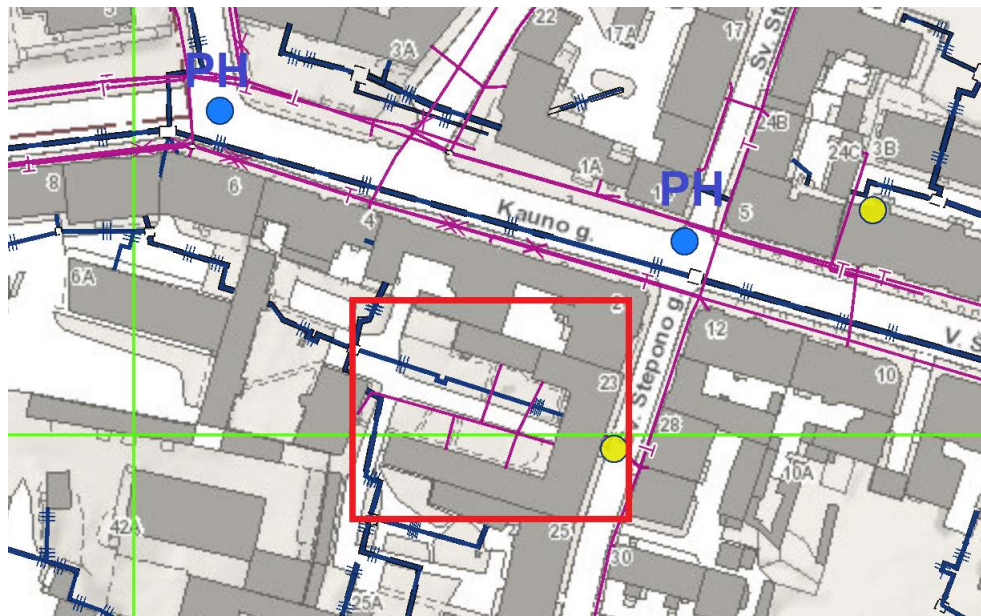 22
17
Sv. St
3A
17A
PH
24B
24C
3B
1A
8
6
PH
4
Kauno g.
5
6A
2
12
V. Š
23
V. Stepono g.
10
28
10A
42A
25
30
25A